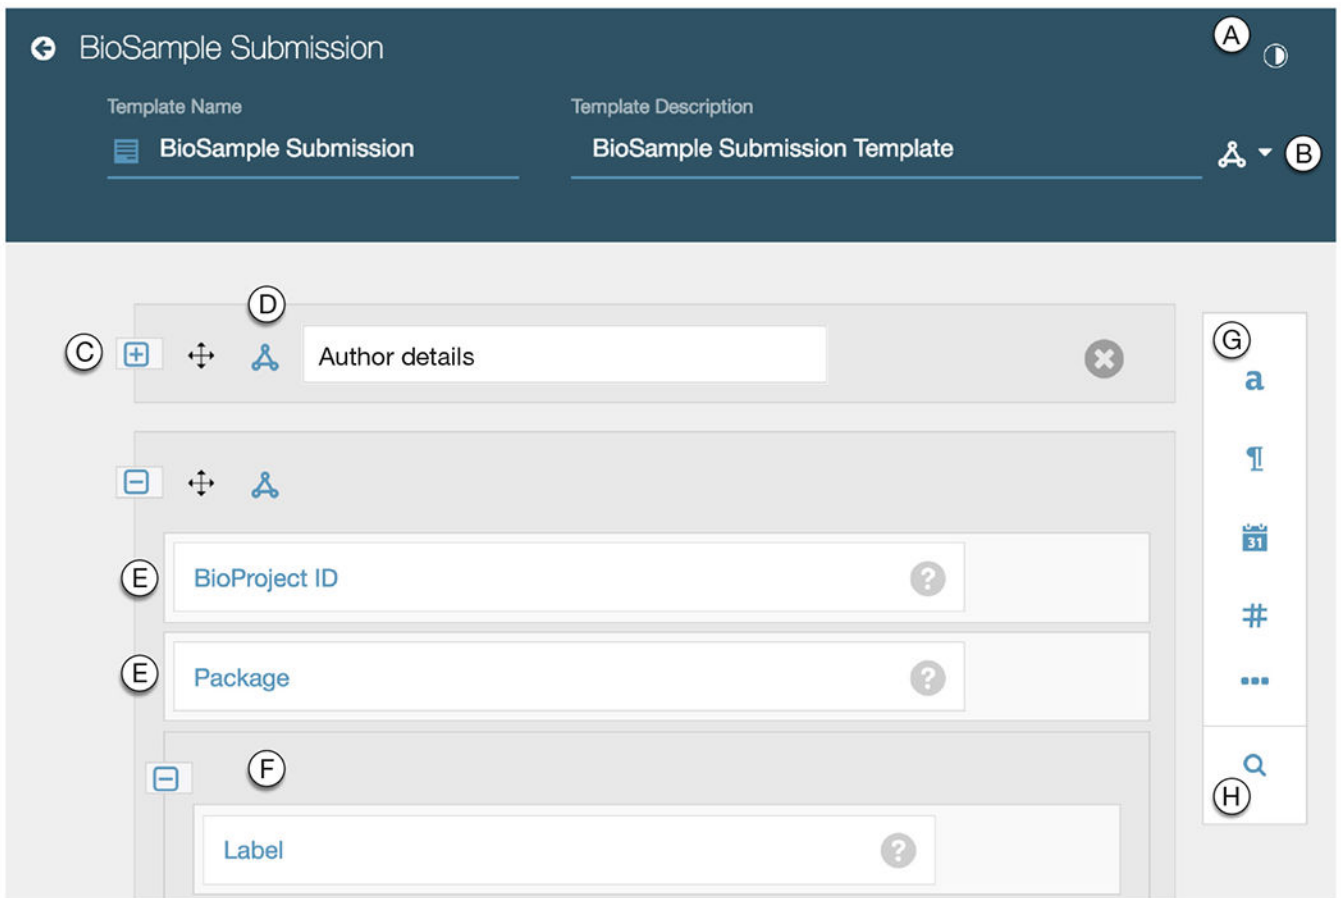 BioSample Submission
A
Template Name
Template Description
BioSample Submission
BioSample Submission Template
B
D
C
Author details
G
a
¶
31
E
BioProject ID
?
#
E
Package
?
F
H
Label
?